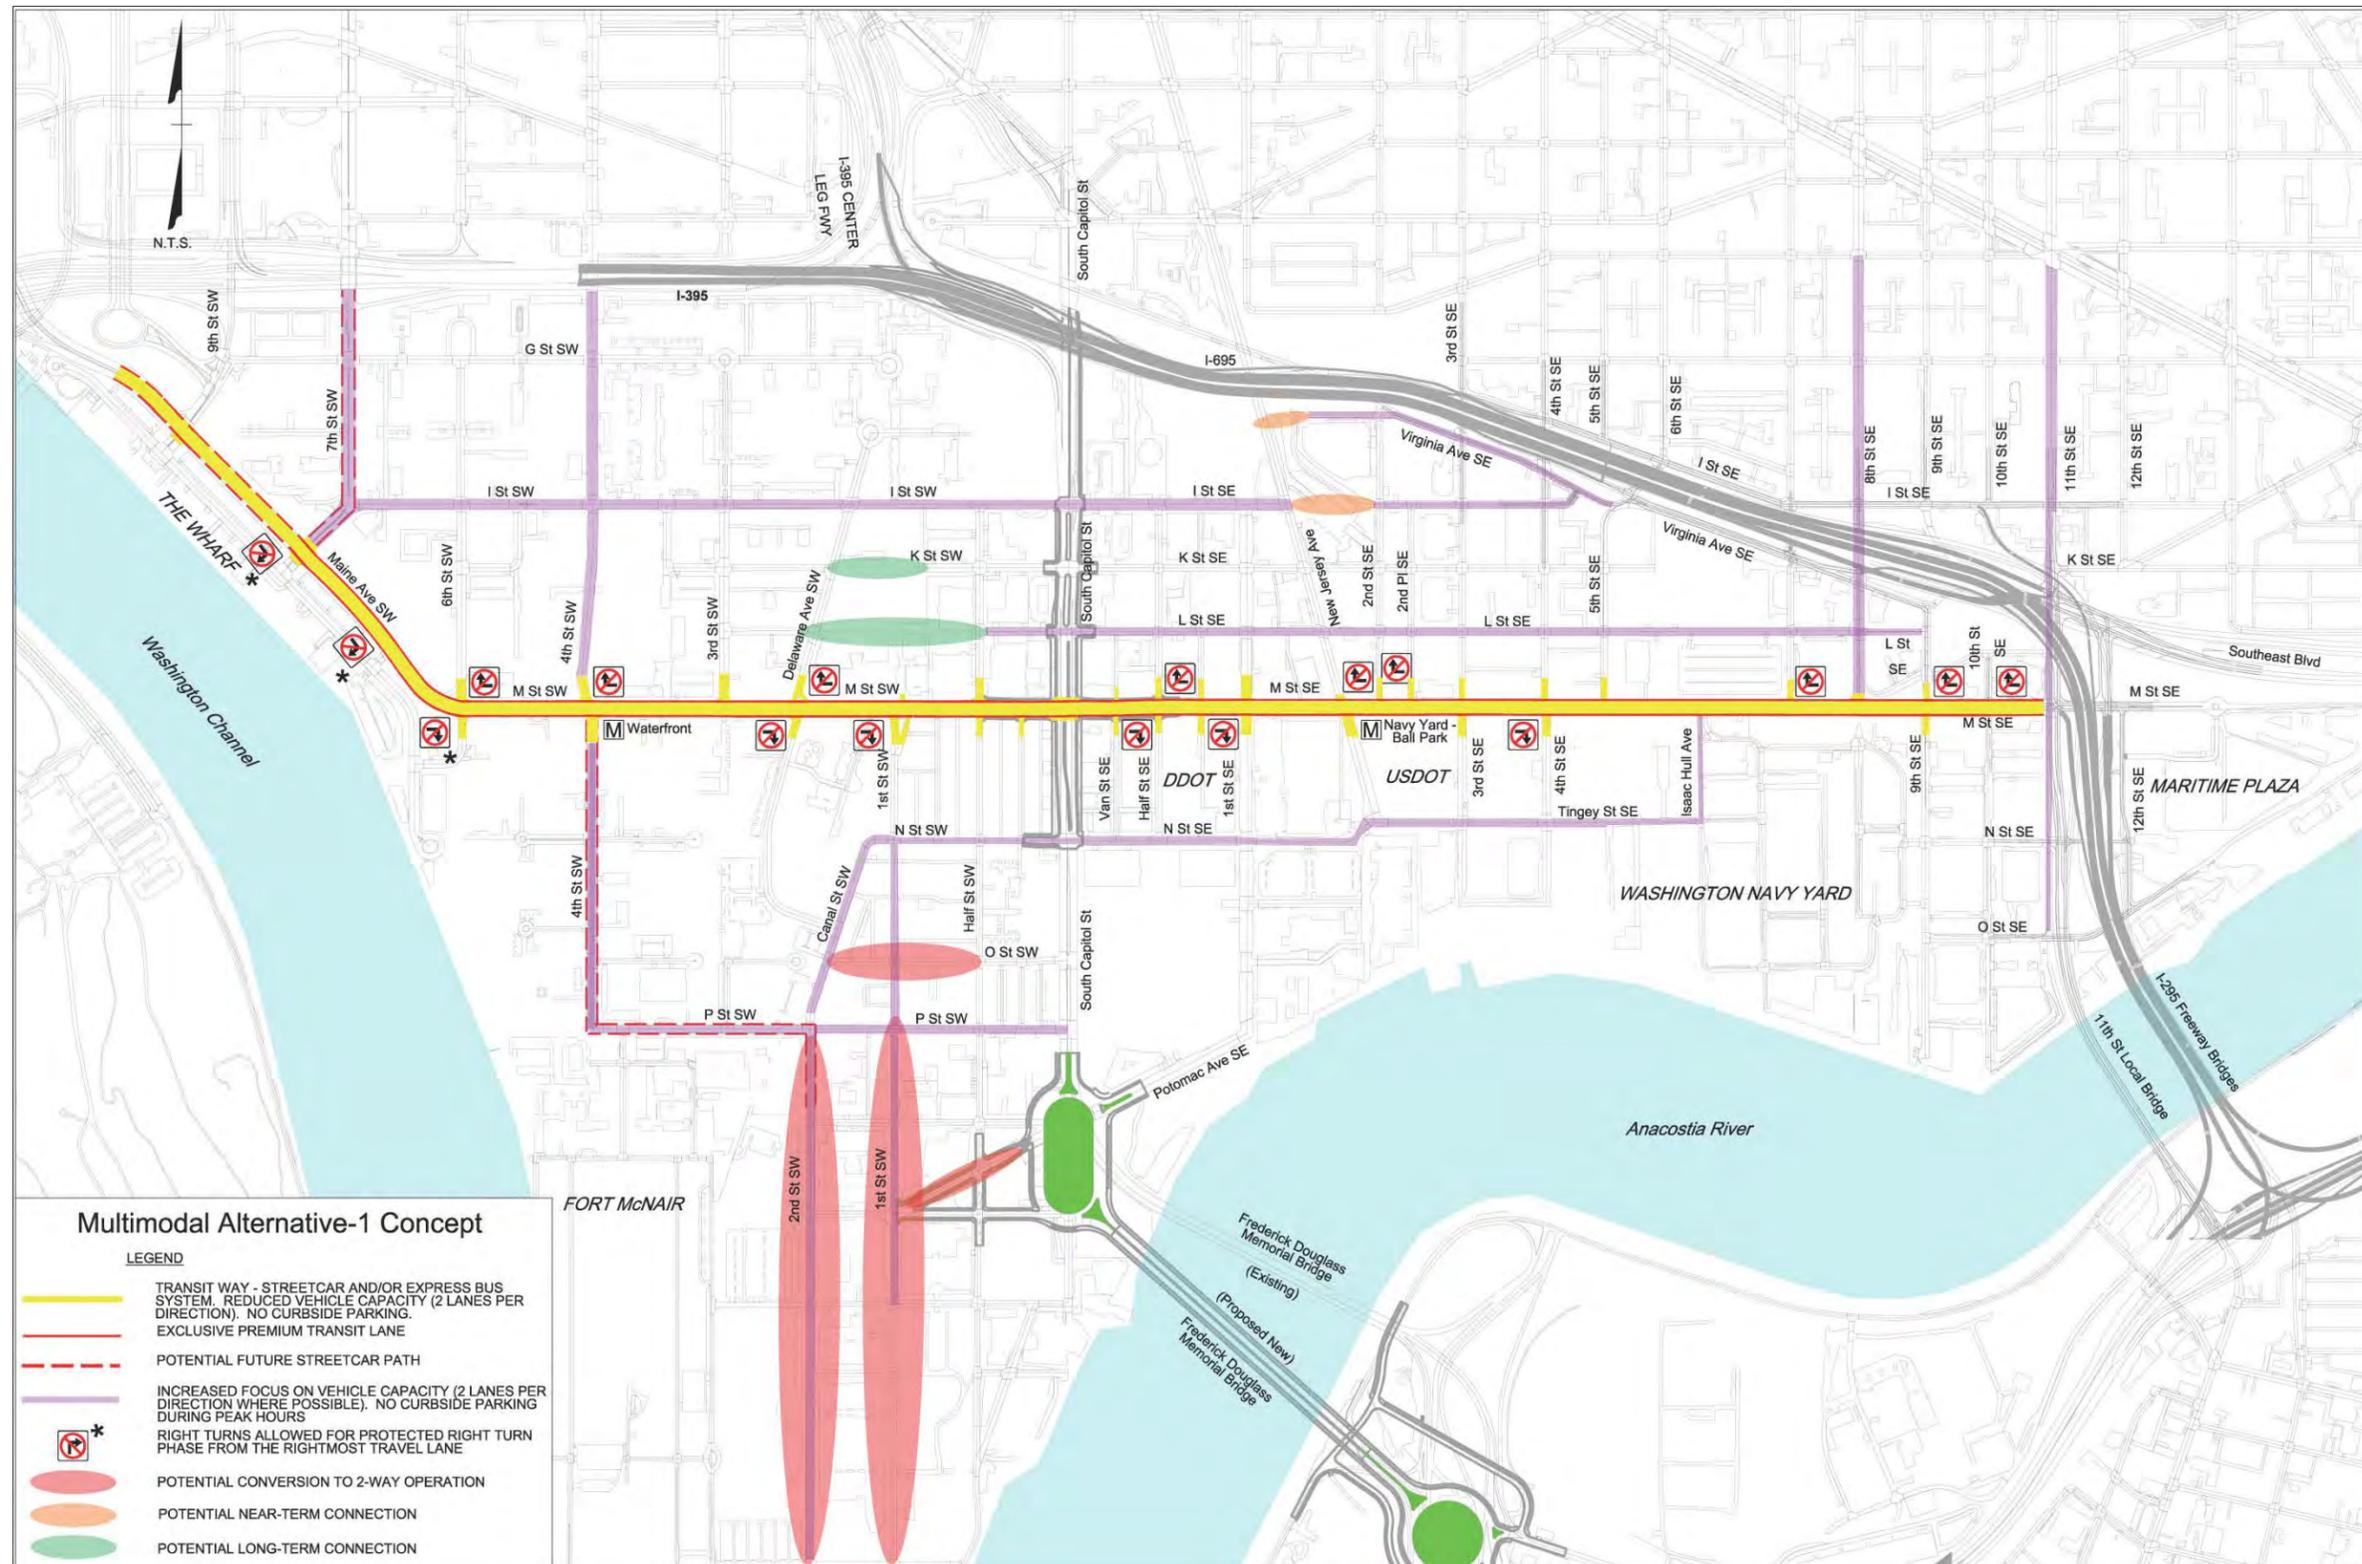 N.T.S.
I-395 CENTER
LEG FWY
South Capitol St
9th St SW
I-395
G St SW
7th St SW
I-695
3rd St SE
4th St SE
5th St SE
6th St SE
Virginia Ave SE
I St SE
8th St SE
9th St SE
10th St SE
11th St SE
12th St SE
I St SW
I St SW
I St SE
I St SE
THE WHARF
*
Maine Ave SW
6th St SW
4th St SW
3rd St SW
Delaware Ave SW
K St SW
South Capitol St
K St SE
New Jersey Ave
2nd St SE
2nd Pl SE
5th St SE
Virginia Ave SE
K St SE
L St SE
L St SE
L St
SE
10th St
SE
Southeast Blvd
Washington Channel
*
M St SW
M St SW
M St SE
M St SE
M St SE
*
M Waterfront
M Navy Yard -
Ball Park
1st St SW
Van St SE
Half St SE
DDOT
1st St SE
USDOT
3rd St SE
4th St SE
Isaac Hull Ave
9th St SE
12th St SE
MARITIME PLAZA
N St SW
N St SE
Tingey St SE
N St SE
4th St SW
Canal St SW
Half St SW
WASHINGTON NAVY YARD
O St SW
South Capitol St
O St SE
P St SW
P St SW
I-295 Freeway Bridges
11th St Local Bridge
Potomac Ave SE
Anacostia River
2nd St SW
1st St SW
FORT McNAIR
Frederick Douglass
Memorial Bridge
(Existing)
(Proposed New)
Frederick Douglass
Memorial Bridge
Multimodal Alternative-1 Concept
LEGEND
TRANSIT WAY - STREETCAR AND/OR EXPRESS BUS
SYSTEM. REDUCED VEHICLE CAPACITY (2 LANES PER
DIRECTION). NO CURBSIDE PARKING.
EXCLUSIVE PREMIUM TRANSIT LANE
POTENTIAL FUTURE STREETCAR PATH
INCREASED FOCUS ON VEHICLE CAPACITY (2 LANES PER
DIRECTION WHERE POSSIBLE). NO CURBSIDE PARKING
DURING PEAK HOURS
* RIGHT TURNS ALLOWED FOR PROTECTED RIGHT TURN
PHASE FROM THE RIGHTMOST TRAVEL LANE
POTENTIAL CONVERSION TO 2-WAY OPERATION
POTENTIAL NEAR-TERM CONNECTION
POTENTIAL LONG-TERM CONNECTION